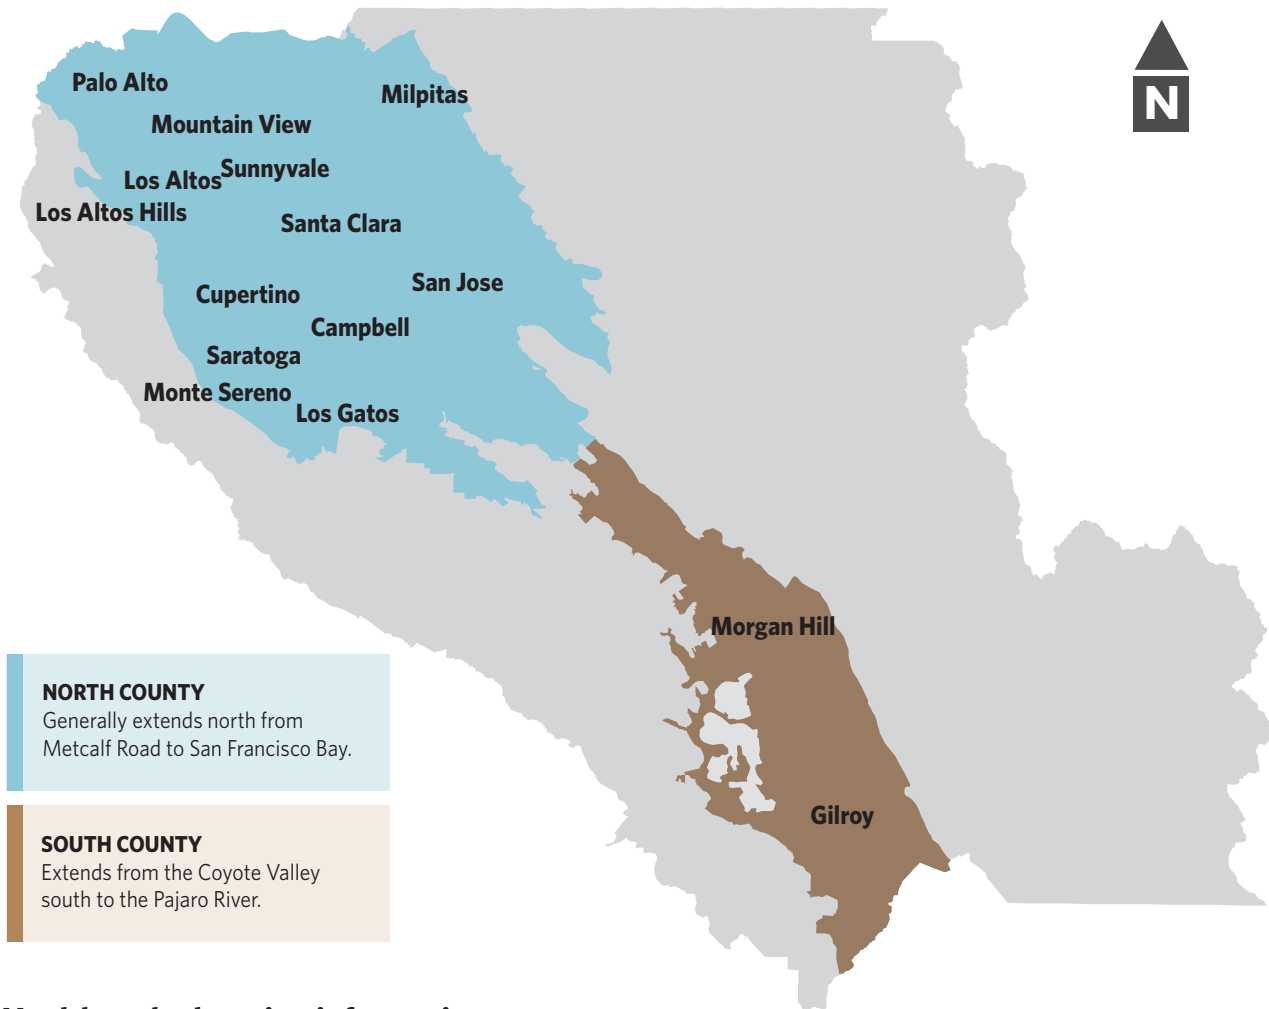 N
Palo Alto
Milpitas
Mountain View
Sunnyvale
Los Altos
Los Altos Hills
Santa Clara
San Jose
Cupertino
Campbell
Saratoga
Monte Sereno
Los Gatos
Morgan Hill
Gilroy
NORTH COUNTY
Generally extends north from
Metcalf Road to San Francisco Bay.
SOUTH COUNTY
Extends from the Coyote Valley
south to the Pajaro River.